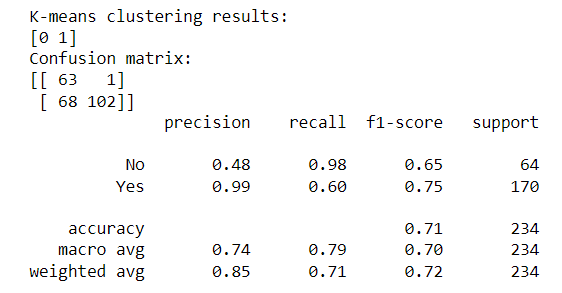 K-means clustering results:
[0 1]
Confusion matrix:
[[ 63   1]
 [ 68 102]]
              precision    recall  f1-score   support

          No       0.48      0.98      0.65        64
         Yes       0.99      0.60      0.75       170

    accuracy                           0.71       234
   macro avg       0.74      0.79      0.70       234
weighted avg       0.85      0.71      0.72       234